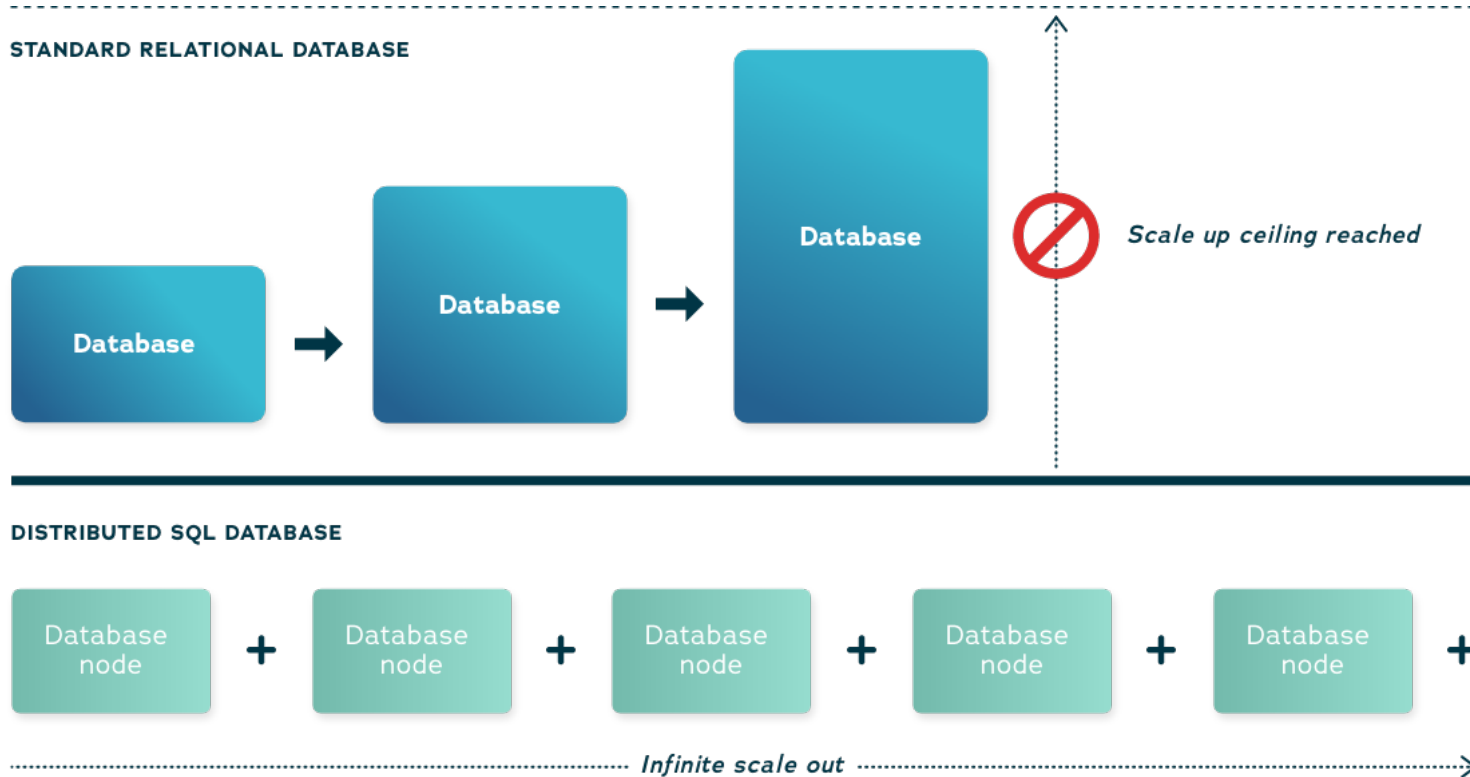 STANDARD RELATIONAL DATABASE
Database
Database
Database
Scale up ceiling reached
DISTRIBUTED SQL DATABASE
Database
node
+
Database
node
+
Database
node
+
Database
node
+
Database
node
+
Infinite scale out